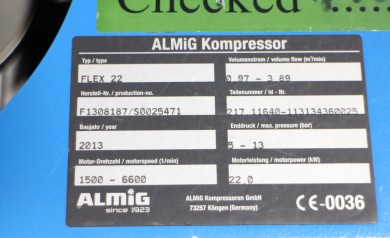 Checked
ALMiG Kompressor
Typ / type
Volumenstrom / volume flow (m³/min)
FLEX 22
0.97 - 3.69
Herstell-Nr. / production-no.
Teilenummer / Id - Nr.
F1308187/S0025471
217.11640-113134360025
Baujahr / year
Enddruck / max. pressure (bar)
2013
5 - 13
Motor-Drehzahl / motorspeed (1/min)
Motorleistung / motorpower (kW)
1500 - 6600
22.0
ALMiG
since 1923
ALMiG Kompressoren GmbH
73257 Köngen (Germany)
CE-0036